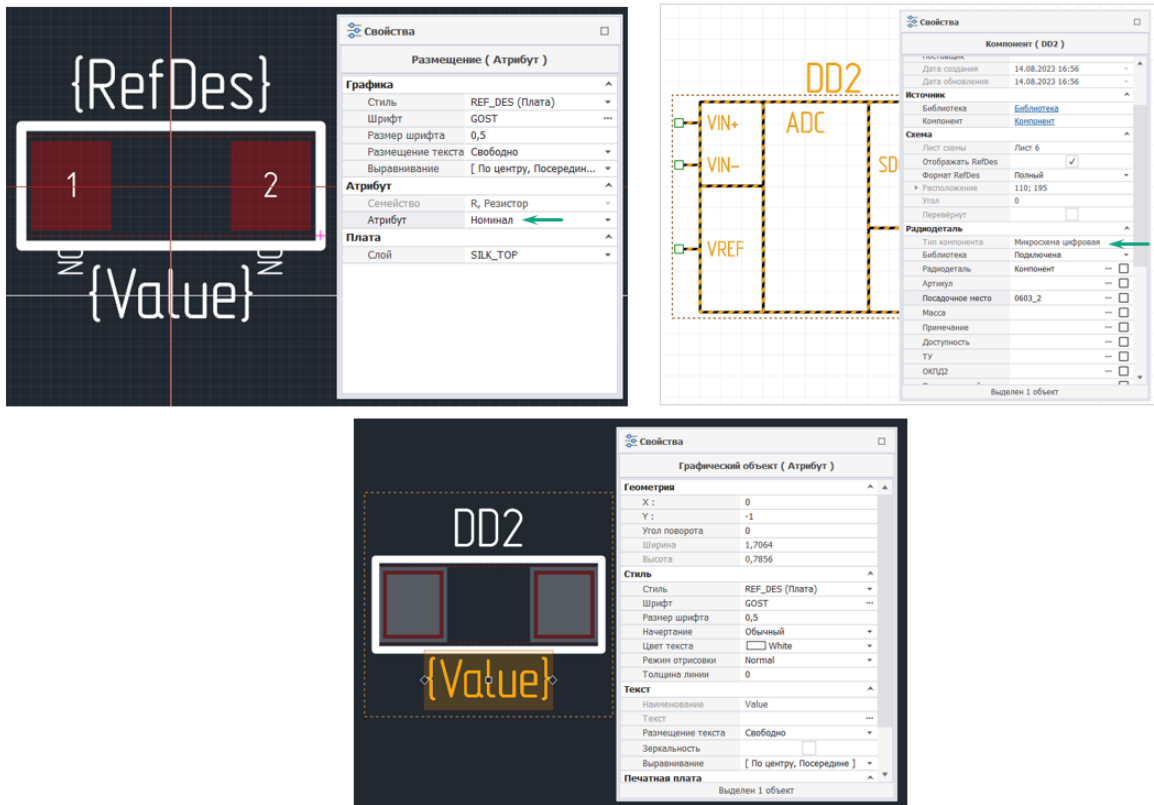 {RefDes}
1
2
NC
NC
{Value}
Свойства
Размещение ( Атрибут )
Графика
Стиль REF_DES (Плата)
Шрифт GOST ...
Размер шрифта 0,5
Размещение текста Свободно
Выравнивание [ По центру, Посередин...
Атрибут
Семейство R, Резистор
Атрибут Номинал
Плата
Слой SILK_TOP
DD2
VIN+
ADC
VIN-
SD
VREF
Свойства
Компонент ( DD2 )
Поставщик
Дата создания 14.08.2023 16:56
Дата обновления 14.08.2023 16:56
Источник
Библиотека Библиотека
Компонент Компонент
Схема
Лист схемы Лист 6
Отображать RefDes
Формат RefDes Полный
Расположение 110; 195
Угол 0
Перевёрнут
Радиодеталь
Тип компонента Микросхема цифровая
Библиотека Подключена
Радиодеталь Компонент ...
Артикул ...
Посадочное место 0603_2 ...
Масса ...
Примечание ...
Доступность ...
ТУ ...
ОКПД2 ...
Выделен 1 объект
DD2
{Value}
Свойства
Графический объект ( Атрибут )
Геометрия
X : 0
Y : -1
Угол поворота 0
Ширина 1,7064
Высота 0,7856
Стиль
Стиль REF_DES (Плата)
Шрифт GOST ...
Размер шрифта 0,5
Начертание Обычный
Цвет текста White
Режим отрисовки Normal
Толщина линии 0
Текст
Наименование Value
Текст ...
Размещение текста Свободно
Зеркальность
Выравнивание [ По центру, Посередине ]
Печатная плата
Выделен 1 объект